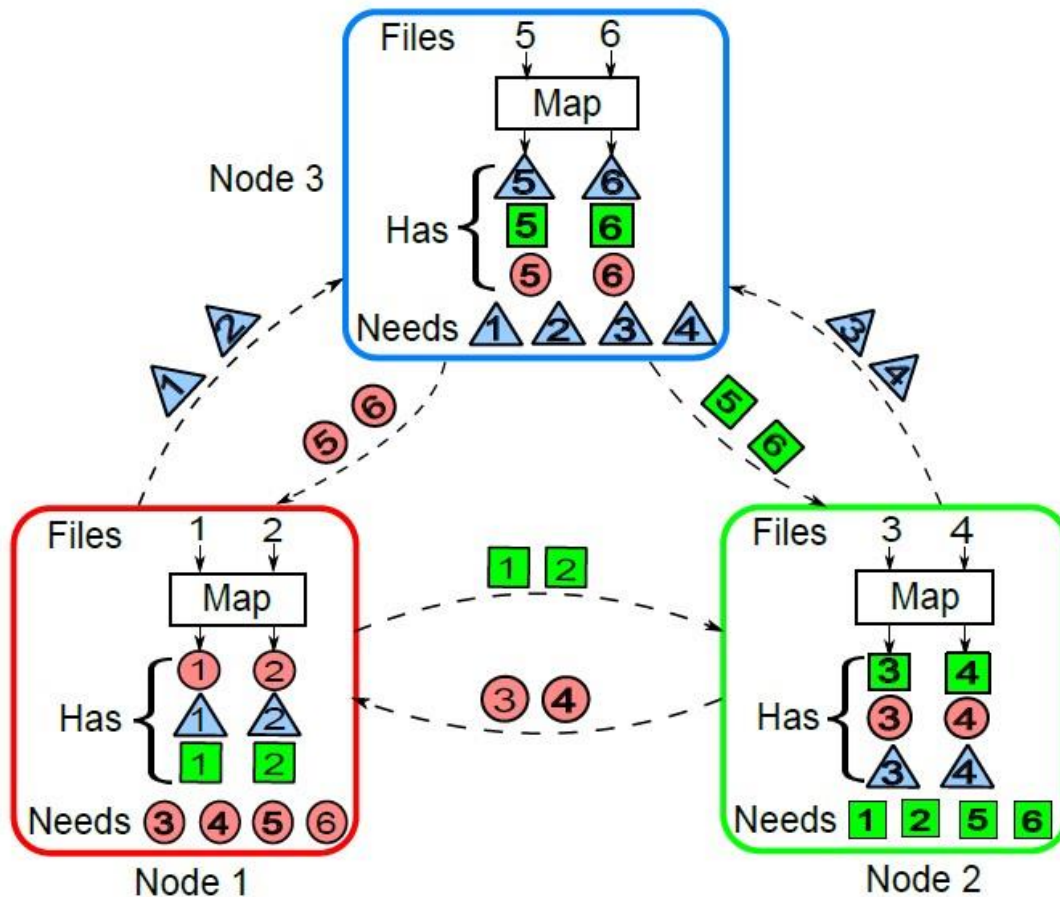 Files 5 6
Map
5 6
Node 3
Has
5 6
5 6
Needs 1 2 3 4
1 2
3 4
5 6
5 6
Files 1 2
Map
1 2
Has
1 2
1 2
Needs 3 4 5 6
Node 1
1 2
3 4
Files 3 4
Map
3 4
Has
3 4
3 4
Needs 1 2 5 6
Node 2